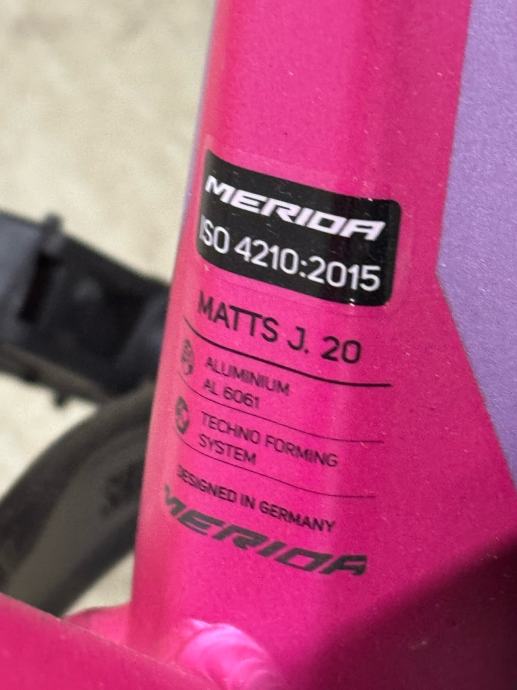 MERIDA
ISO 4210:2015
MATTS J. 20
ALUMINIUM
AL 6061
TECHNO FORMING
SYSTEM
DESIGNED IN GERMANY
MERIDA